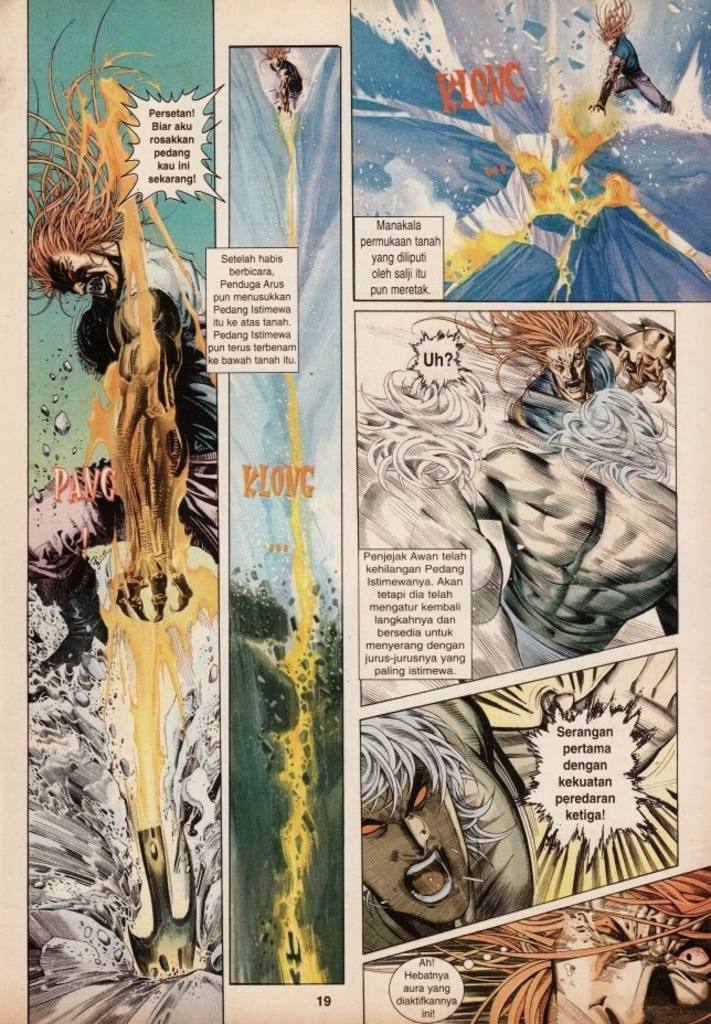 Persetan!
Biar aku
rosakkan
pedang
kau ini
sekarang!
PANG
!
Setelah habis
berbicara,
Penduga Arus
pun menusukkan
Pedang Istimewa
itu ke atas tanah.
Pedang Istimewa
pun terus terbenam
ke bawah tanah itu.
KLONG
...
KLONG
...
Manakala
permukaan tanah
yang diliputi
oleh salji itu
pun meretak.
Uh?
Penjejak Awan telah
kehilangan Pedang
Istimewanya. Akan
tetapi dia telah
mengatur kembali
langkahnya dan
bersedia untuk
menyerang dengan
jurus-jurusnya yang
paling istimewa.
Serangan
pertama
dengan
kekuatan
peredaran
ketiga!
Ah!
Hebatnya
aura yang
diaktifkannya
ini!
19